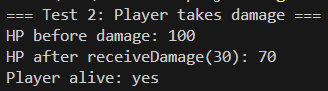 === Test 2: Player takes damage ===
HP before damage: 100
HP after receiveDamage(30): 70
Player alive: yes